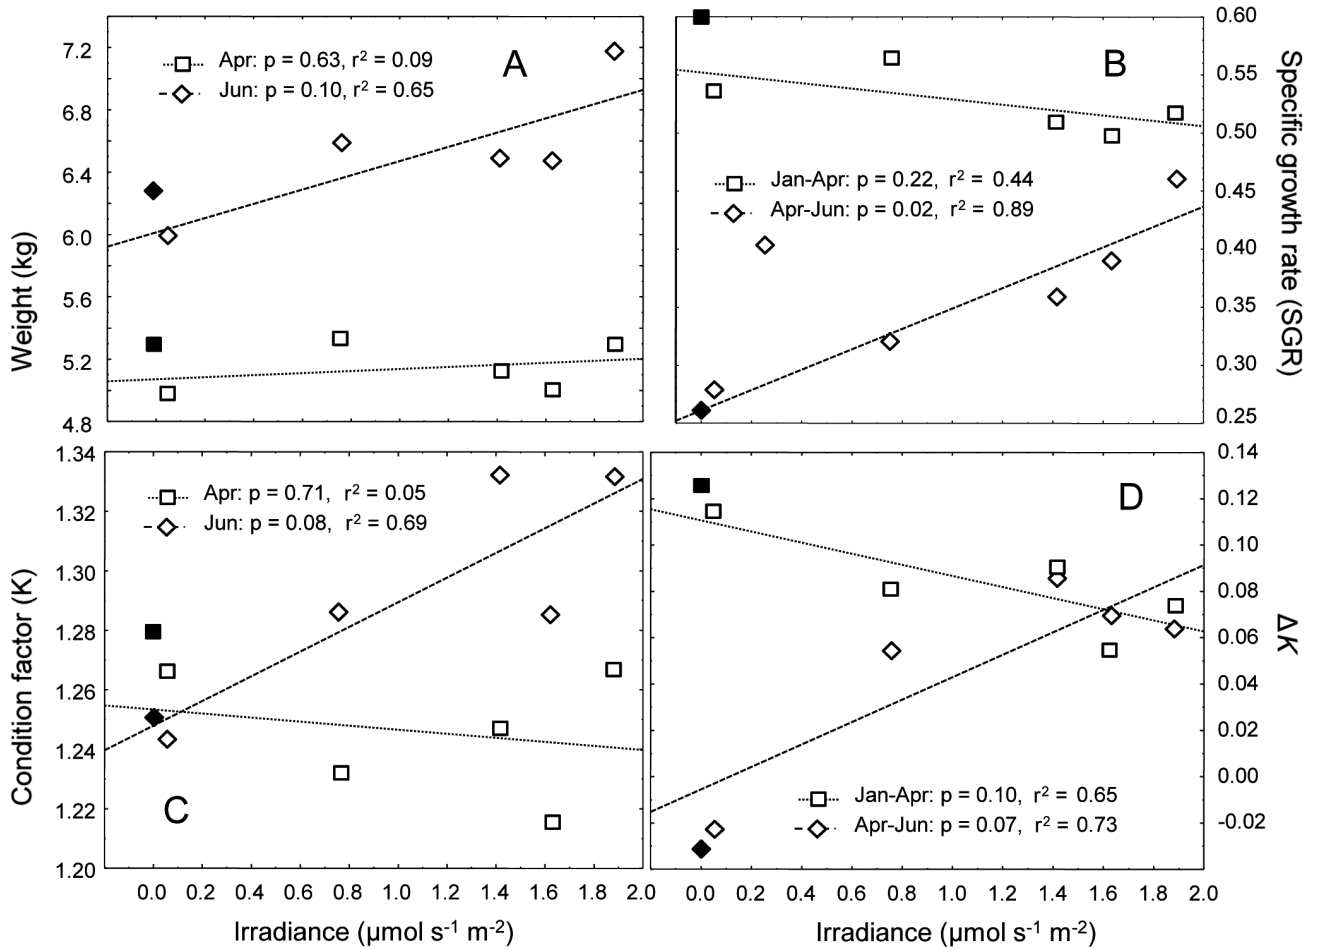 A
Apr: p = 0.63, r² = 0.09
Jun: p = 0.10, r² = 0.65
7.2
6.8
6.4
6.0
5.6
5.2
4.8
Weight (kg)
B
Jan-Apr: p = 0.22, r² = 0.44
Apr-Jun: p = 0.02, r² = 0.89
0.60
0.55
0.50
0.45
0.40
0.35
0.30
0.25
Specific growth rate (SGR)
Apr: p = 0.71, r² = 0.05
Jun: p = 0.08, r² = 0.69
C
1.34
1.32
1.30
1.28
1.26
1.24
1.22
1.20
Condition factor (K)
0.0 0.2 0.4 0.6 0.8 1.0 1.2 1.4 1.6 1.8 2.0
Irradiance (μmol s⁻¹ m⁻²)
D
Jan-Apr: p = 0.10, r² = 0.65
Apr-Jun: p = 0.07, r² = 0.73
0.14
0.12
0.10
0.08
0.06
0.04
0.02
0.00
-0.02
ΔK
0.0 0.2 0.4 0.6 0.8 1.0 1.2 1.4 1.6 1.8 2.0
Irradiance (μmol s⁻¹ m⁻²)